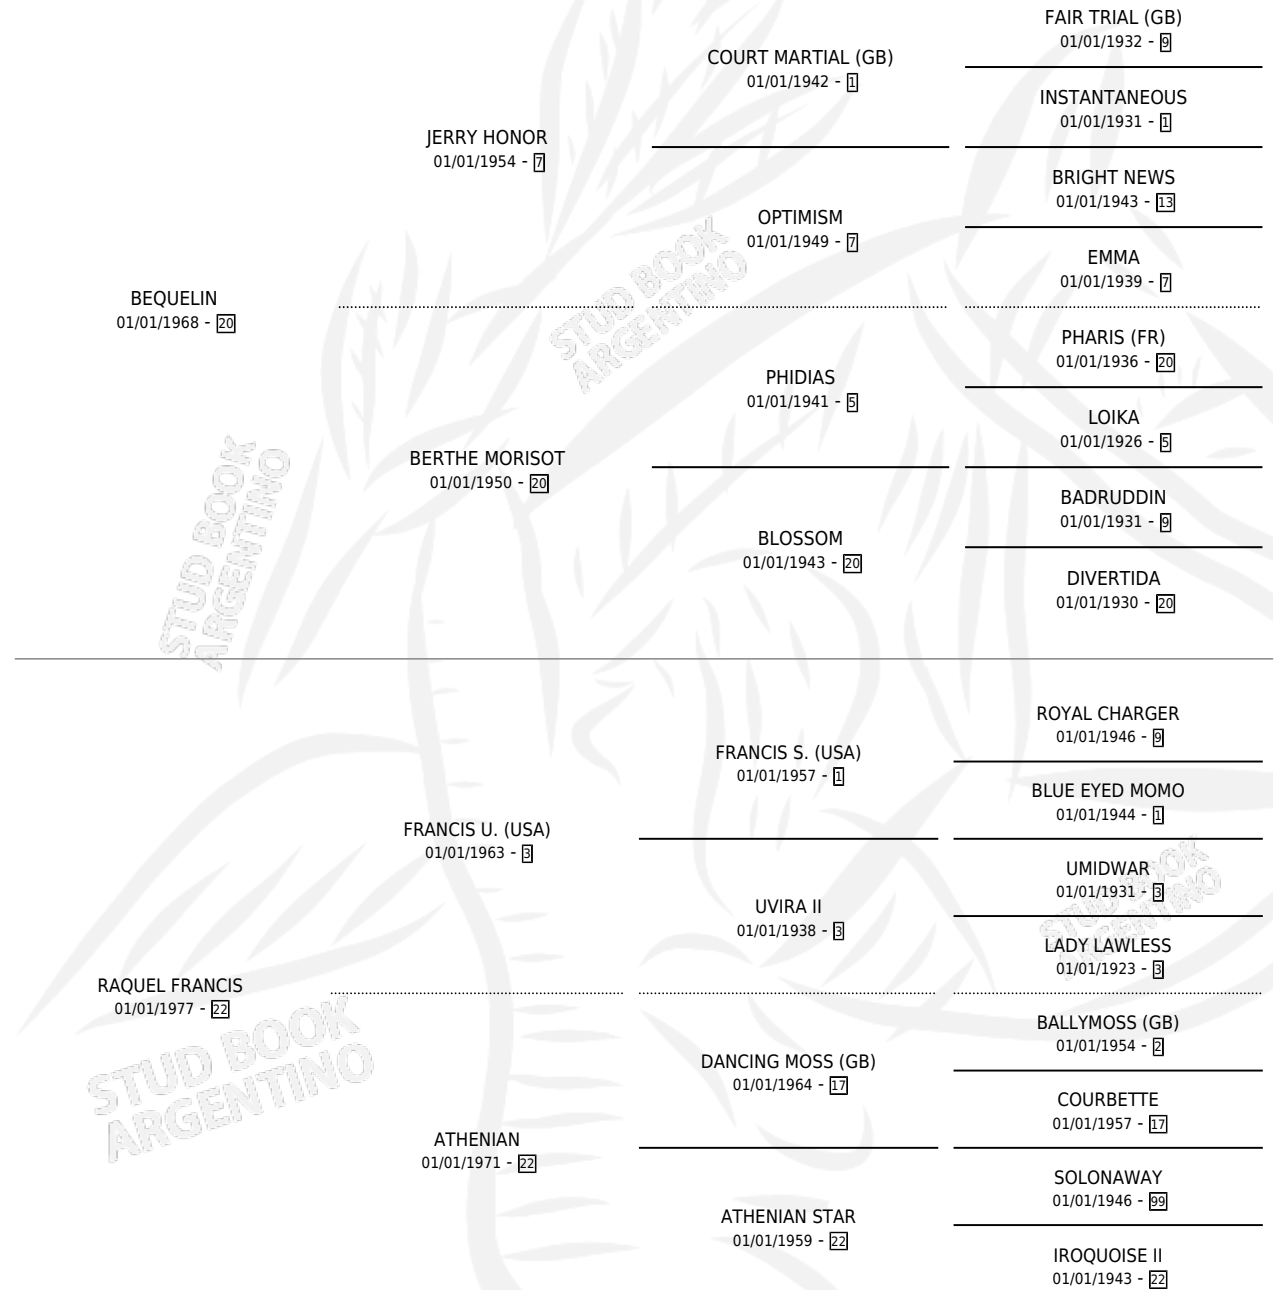 BEQUELIN
01/01/1968 - 20
JERRY HONOR
01/01/1954 - 7
COURT MARTIAL (GB)
01/01/1942 - 1
FAIR TRIAL (GB)
01/01/1932 - 9
INSTANTANEOUS
01/01/1931 - 1
OPTIMISM
01/01/1949 - 7
BRIGHT NEWS
01/01/1943 - 13
EMMA
01/01/1939 - 7
BERTHE MORISOT
01/01/1950 - 20
PHIDIAS
01/01/1941 - 5
PHARIS (FR)
01/01/1936 - 20
LOIKA
01/01/1926 - 5
BLOSSOM
01/01/1943 - 20
BADRUDDIN
01/01/1931 - 9
DIVERTIDA
01/01/1930 - 20
RAQUEL FRANCIS
01/01/1977 - 22
FRANCIS U. (USA)
01/01/1963 - 3
FRANCIS S. (USA)
01/01/1957 - 1
ROYAL CHARGER
01/01/1946 - 9
BLUE EYED MOMO
01/01/1944 - 1
UVIRA II
01/01/1938 - 3
UMIDWAR
01/01/1931 - 3
LADY LAWLESS
01/01/1923 - 3
ATHENIAN
01/01/1971 - 22
DANCING MOSS (GB)
01/01/1964 - 17
BALLYMOSS (GB)
01/01/1954 - 2
COURBETTE
01/01/1957 - 17
ATHENIAN STAR
01/01/1959 - 22
SOLONAWAY
01/01/1946 - 99
IROQUOISE II
01/01/1943 - 22
STUD BOOK
ARGENTINO
STUD BOOK
ARGENTINO
STUD BOOK
ARGENTINO
STUD BOOK
ARGENTINO